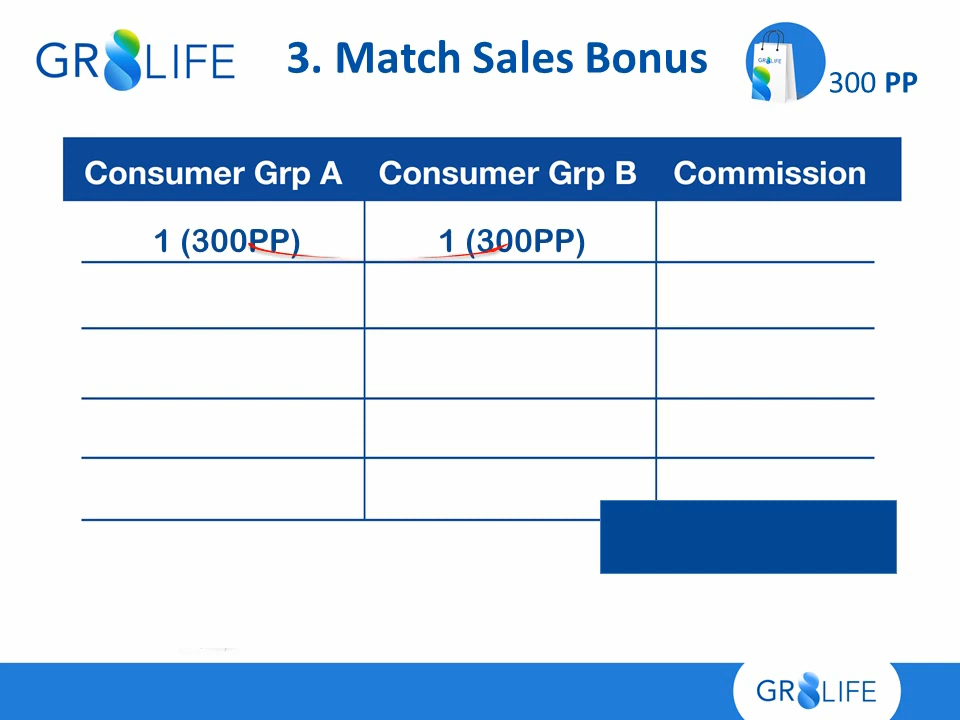 GR8LIFE
3. Match Sales Bonus
GR8LIFE
300 PP
Consumer Grp A Consumer Grp B Commission
1 (300PP) 1 (300PP)
GR8LIFE